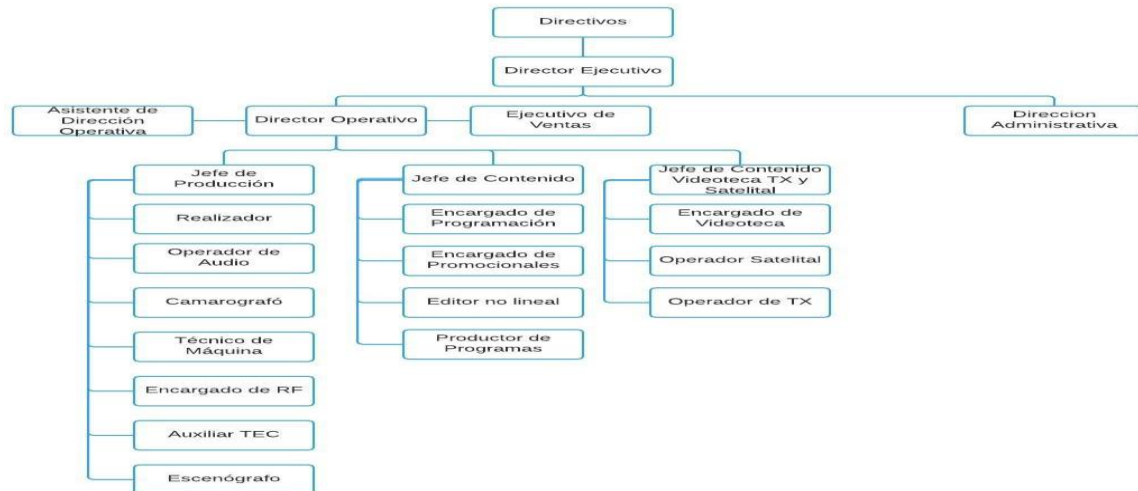 Directivos
Director Ejecutivo
Asistente de
Dirección
Operativa
Director Operativo
Ejecutivo de
Ventas
Direccion
Administrativa
Jefe de
Producción
Realizador
Operador de
Audio
Camarografó
Técnico de
Máquina
Encargado de RF
Auxiliar TEC
Escenógrafo
Jefe de Contenido
Encargado de
Programación
Encargado de
Promocionales
Editor no lineal
Productor de
Programas
Jefe de Contenido
Videoteca TX y
Satelital
Encargado de
Videoteca
Operador Satelital
Operador de TX